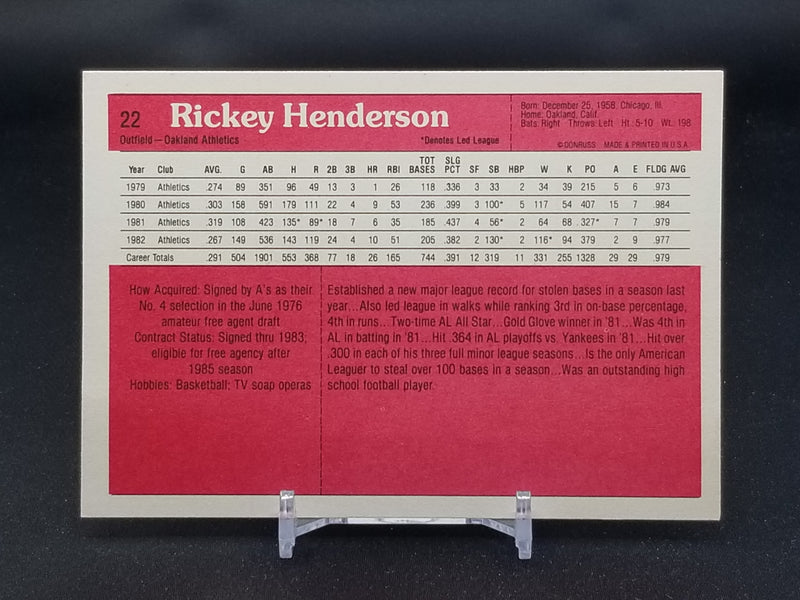 22 Rickey Henderson
Outfield—Oakland Athletics *Denotes Led League
Born: December 25, 1958, Chicago, Ill.
Home: Oakland, Calif.
Bats: Right Throws: Left Ht. 5-10 Wt. 198
© DONRUSS MADE & PRINTED IN U.S.A.
Year Club AVG. G AB H R 2B 3B HR RBI TOT BASES SLG PCT SF SB HBP W K PO A E FLDG AVG
1979 Athletics .274 89 351 96 49 13 3 1 26 118 .336 3 33 2 34 39 215 5 6 .973
1980 Athletics .303 158 591 179 111 22 4 9 53 236 .399 3 100* 5 117 54 407 15 7 .984
1981 Athletics .319 108 423 135* 89* 18 7 6 35 185 .437 4 56* 2 64 68 .327* 7 7 .979
1982 Athletics .267 149 536 143 119 24 4 10 51 205 .382 2 130* 2 116* 94 379 2 9 .977
Career Totals .291 504 1901 553 368 77 18 26 165 744 .391 12 319 11 331 255 1328 29 29 .979
How Acquired: Signed by A's as their
No. 4 selection in the June 1976
amateur free agent draft
Contract Status: Signed thru 1983;
eligible for free agency after
1985 season
Hobbies: Basketball; TV soap operas
Established a new major league record for stolen bases in a season last
year...Also led league in walks while ranking 3rd in on-base percentage,
4th in runs...Two-time AL All Star...Gold Glove winner in '81...Was 4th
in AL in batting in '81...Hit .364 in AL playoffs vs. Yankees in '81...Hit over
.300 in each of his three full minor league seasons...Is the only American
Leaguer to steal over 100 bases in a season...Was an outstanding high
school football player.